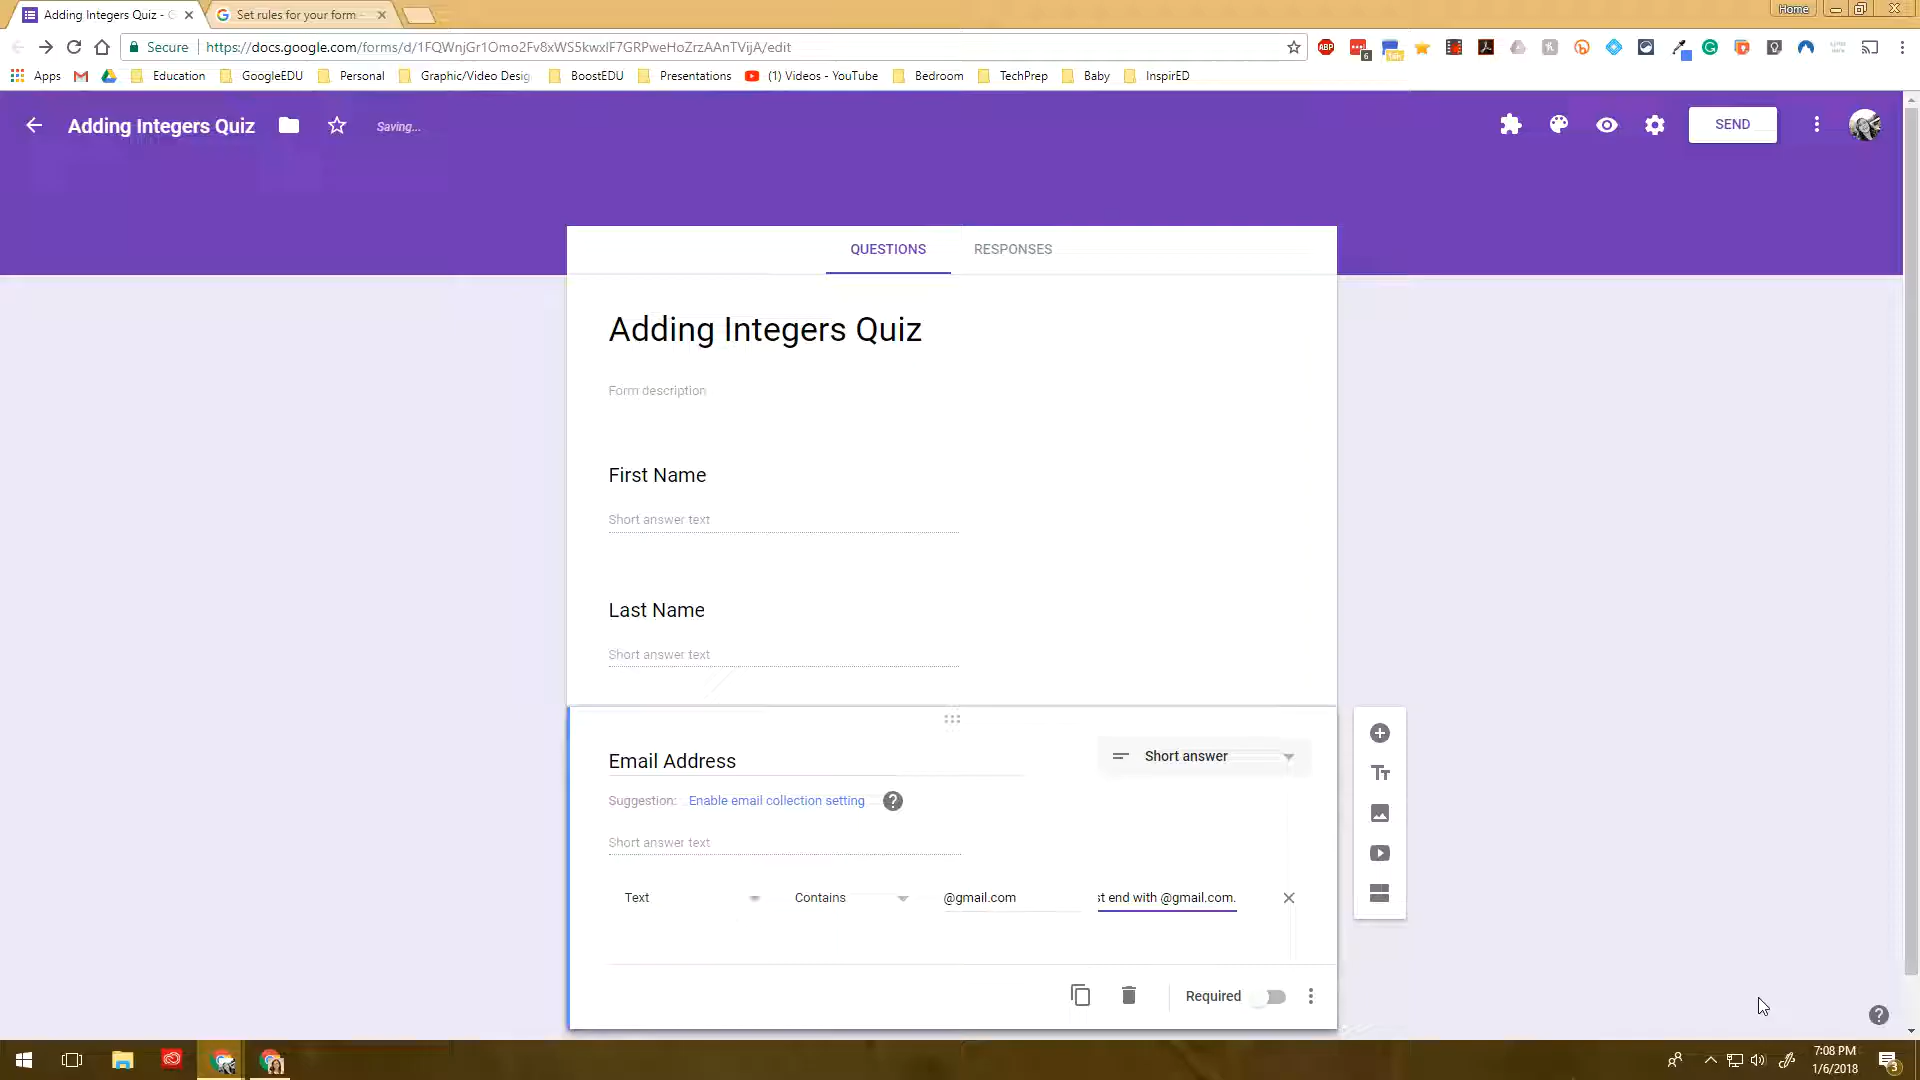 Adding Integers Quiz - G
Set rules for your form -
Home
Secure
https://docs.google.com/forms/d/1FQWnjGr1Omo2Fv8xWS5kwxIF7GRPweHoZrzAAnTVijA/edit
ABP
6
Apps
Education
GoogleEDU
Personal
Graphic/Video Desig
BoostEDU
Presentations
(1) Videos - YouTube
Bedroom
TechPrep
Baby
InspirED
Adding Integers Quiz
Saving...
SEND
QUESTIONS
RESPONSES
Adding Integers Quiz
Form description
First Name
Short answer text
Last Name
Short answer text
Email Address
Short answer
Suggestion:
Enable email collection setting
Short answer text
Text
Contains
@gmail.com
st end with @gmail.com.
Required
7:08 PM
1/6/2018
3